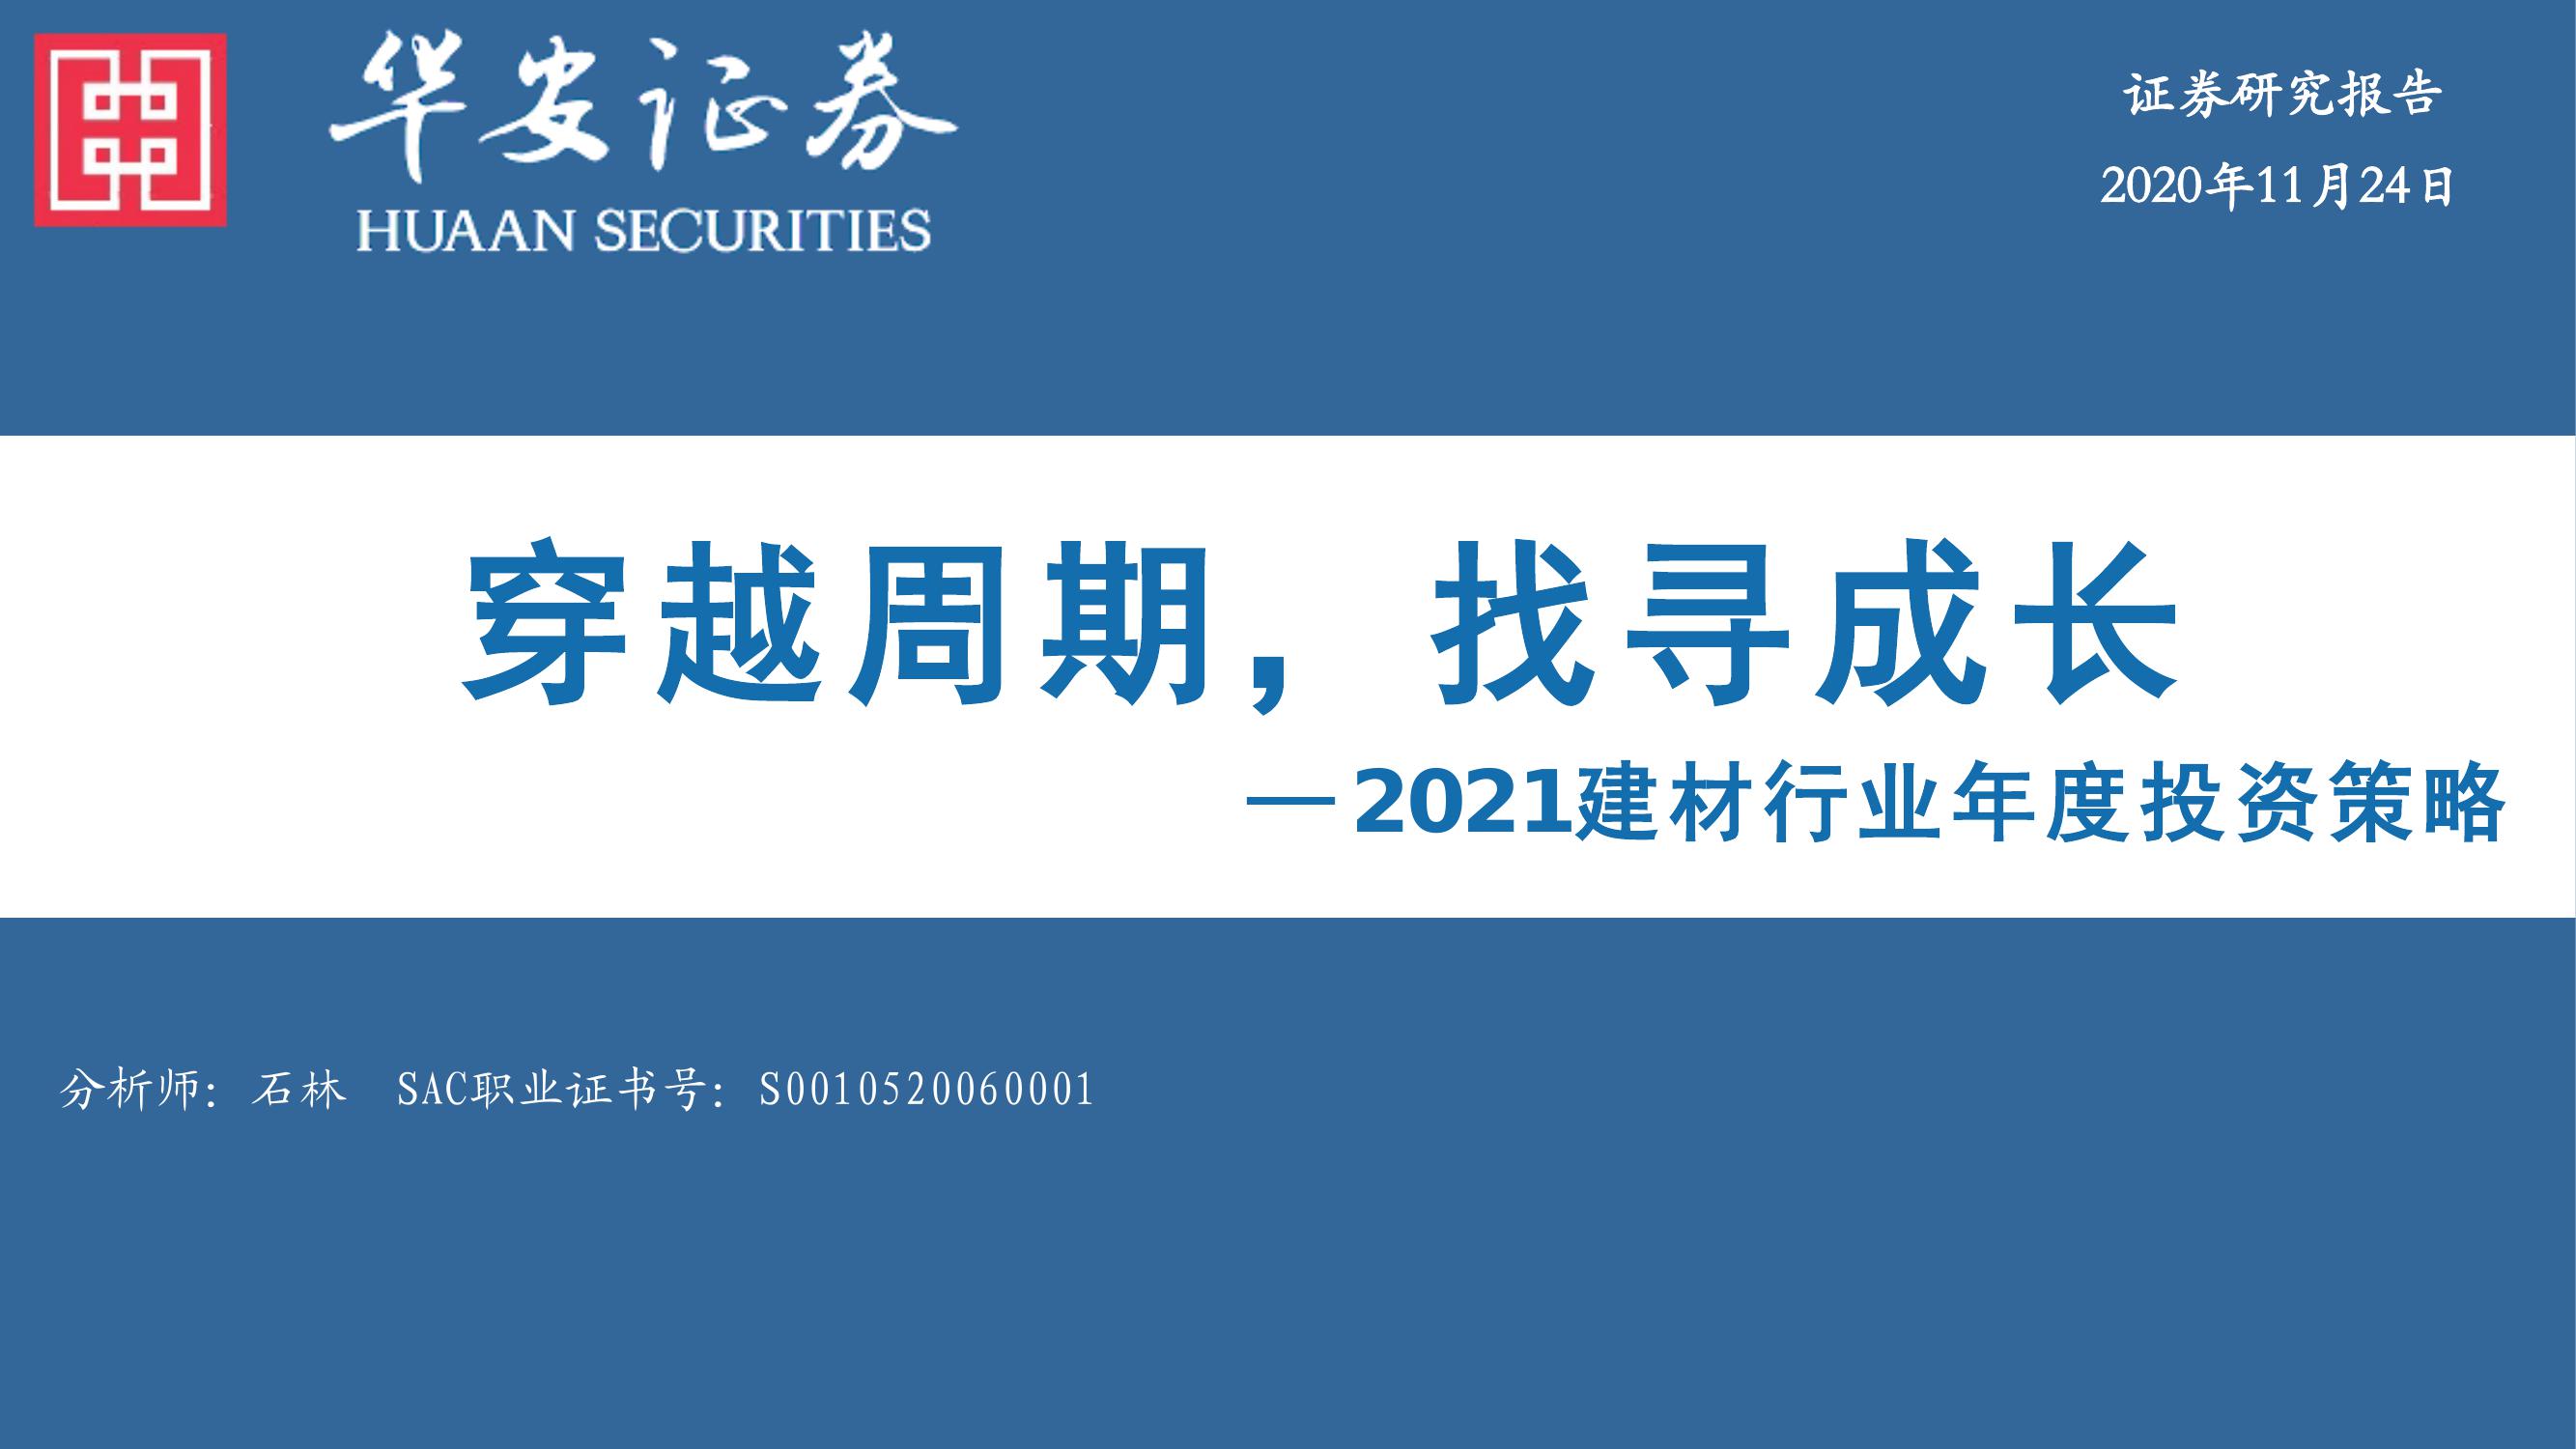 华安证券
HUAAN SECURITIES
证券研究报告
2020年11月24日
穿越周期，找寻成长
—2021建材行业年度投资策略
分析师：石林 SAC职业证书号：S0010520060001